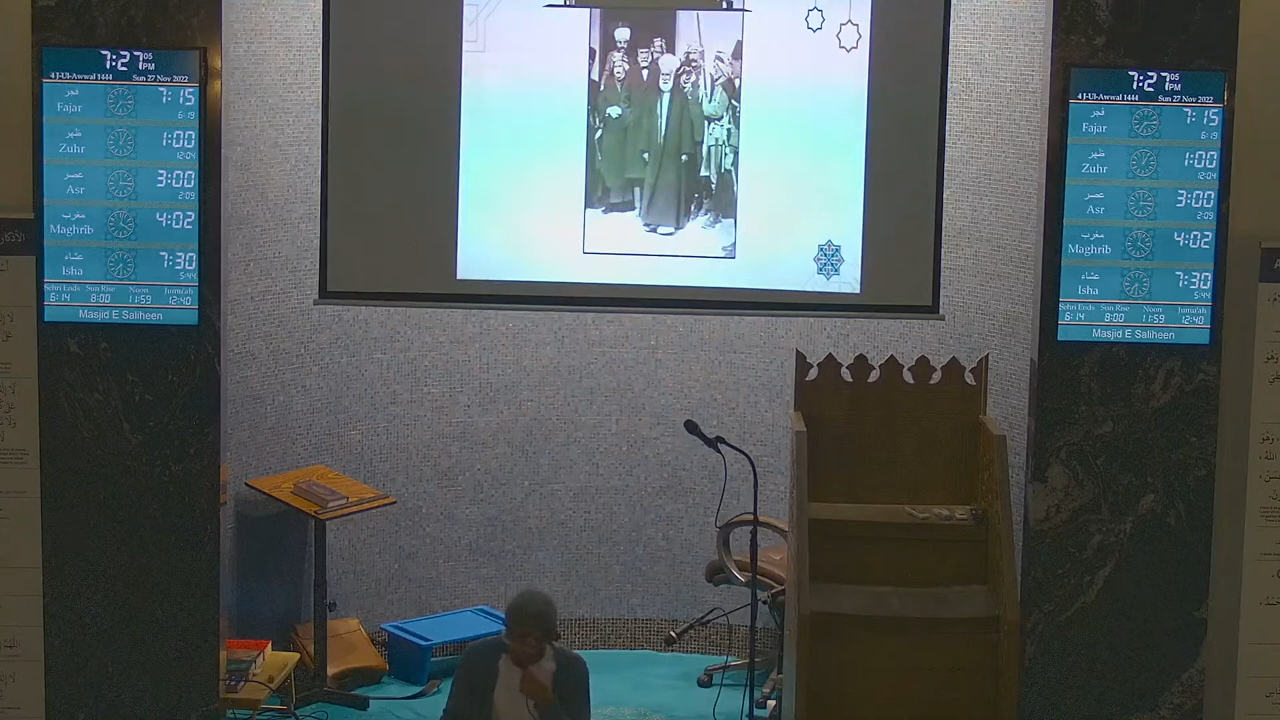 7:27 05 PM
4 J-Ul-Awwal 1444 Sun 27 Nov 2022
فجر
Fajar 7:15
6:19
ظهر
Zuhr 1:00
12:04
عصر
Asr 3:00
2:09
مغرب
Maghrib 4:02
عشاء
Isha 7:30
5:44
Sehri Ends Sun Rise Noon Juma'ah
6:14 8:00 11:59 12:40
Masjid E Saliheen
7:27 05 PM
4 J-Ul-Awwal 1444 Sun 27 Nov 2022
فجر
Fajar 7:15
6:19
ظهر
Zuhr 1:00
12:04
عصر
Asr 3:00
2:09
مغرب
Maghrib 4:02
عشاء
Isha 7:30
5:44
Sehri Ends Sun Rise Noon Juma'ah
6:14 8:00 11:59 12:40
Masjid E Saliheen